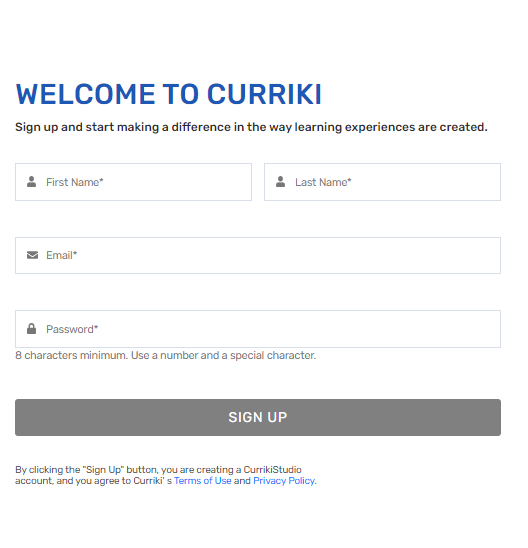 WELCOME TO CURRIKI
Sign up and start making a difference in the way learning experiences are created.
First Name*
Last Name*
Email*
Password*
8 characters minimum. Use a number and a special character.
SIGN UP
By clicking the "Sign Up" button, you are creating a CurrikiStudio
account, and you agree to Curriki' s Terms of Use and Privacy Policy.